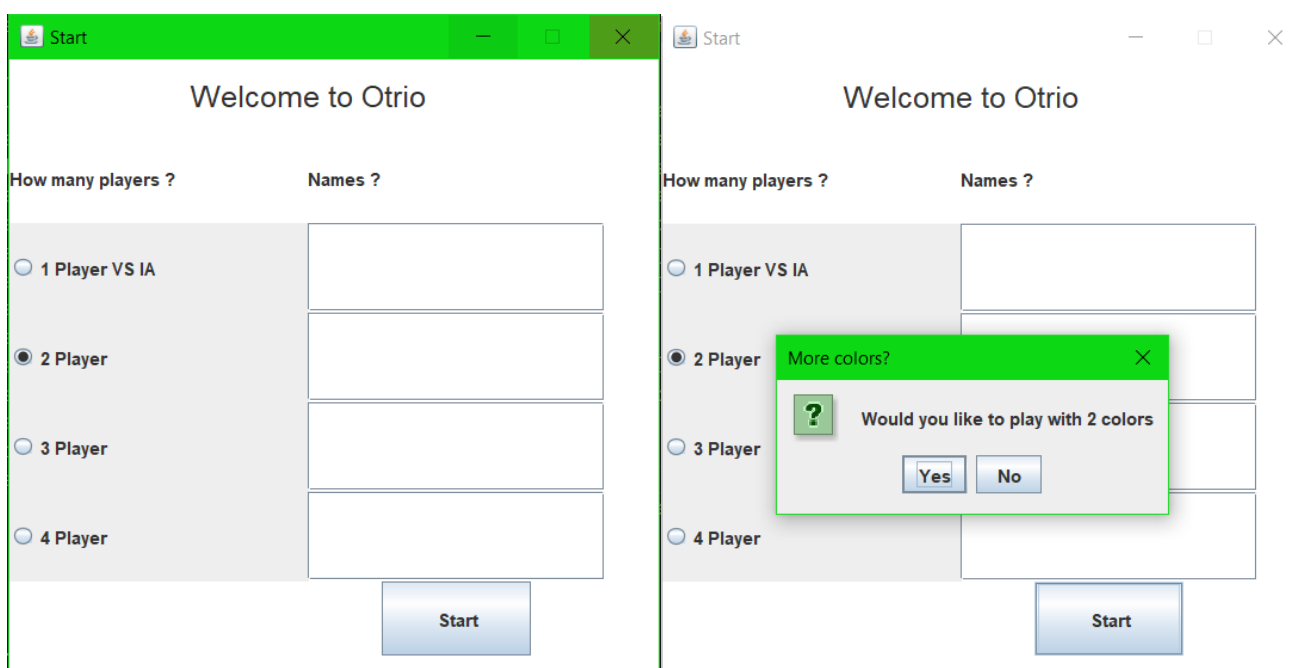 Start
Welcome to Otrio
How many players ? Names ?
1 Player VS IA
2 Player
3 Player
4 Player
Start
Start
Welcome to Otrio
How many players ? Names ?
1 Player VS IA
2 Player
More colors?
?
Would you like to play with 2 colors
3 Player
Yes No
4 Player
Start